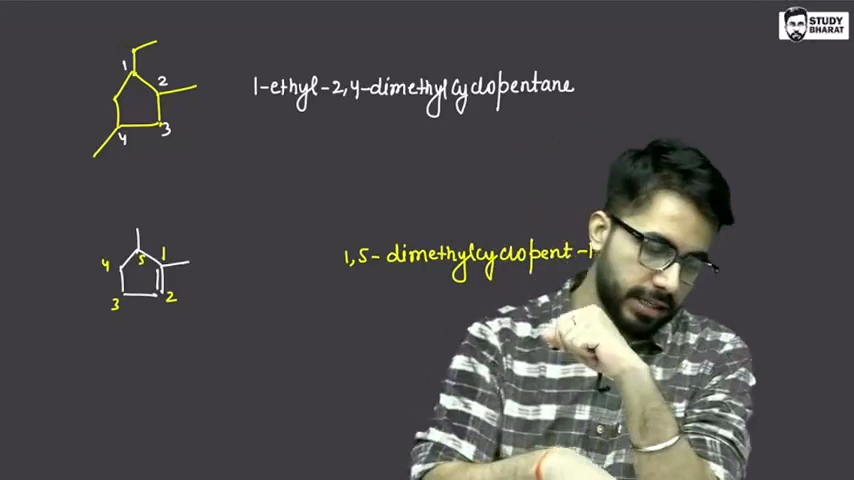 STUDY
BHARAT
1
2
3
4
1-ethyl-2,4-dimethylcyclopentane
1
2
3
4
5
1,5-dimethylcyclopent-1